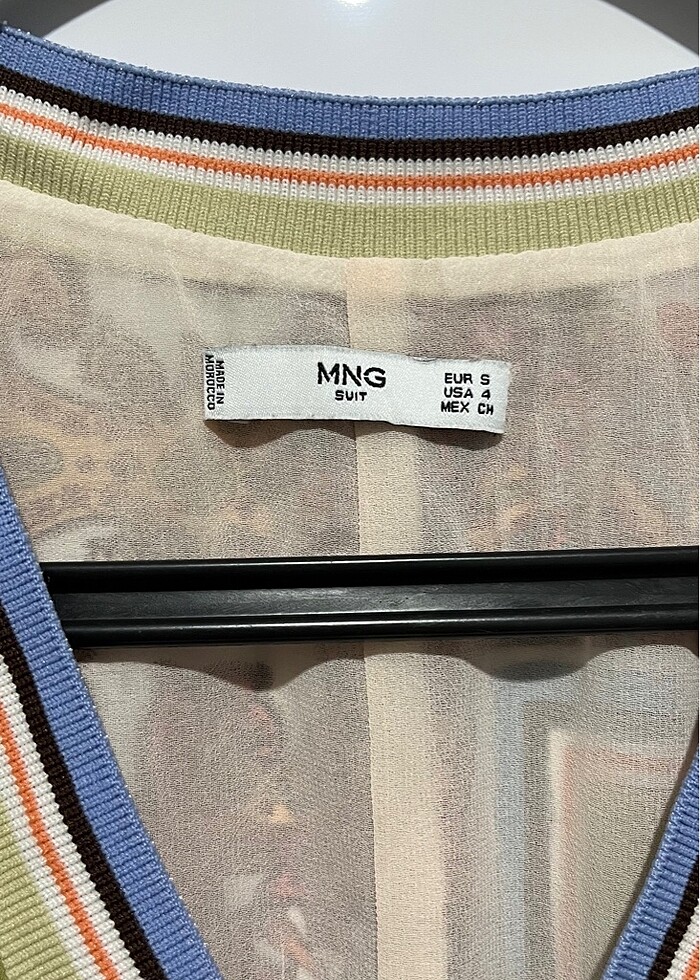 MADE IN
MOROCCO
MNG
SUIT
EUR S
USA 4
MEX CH